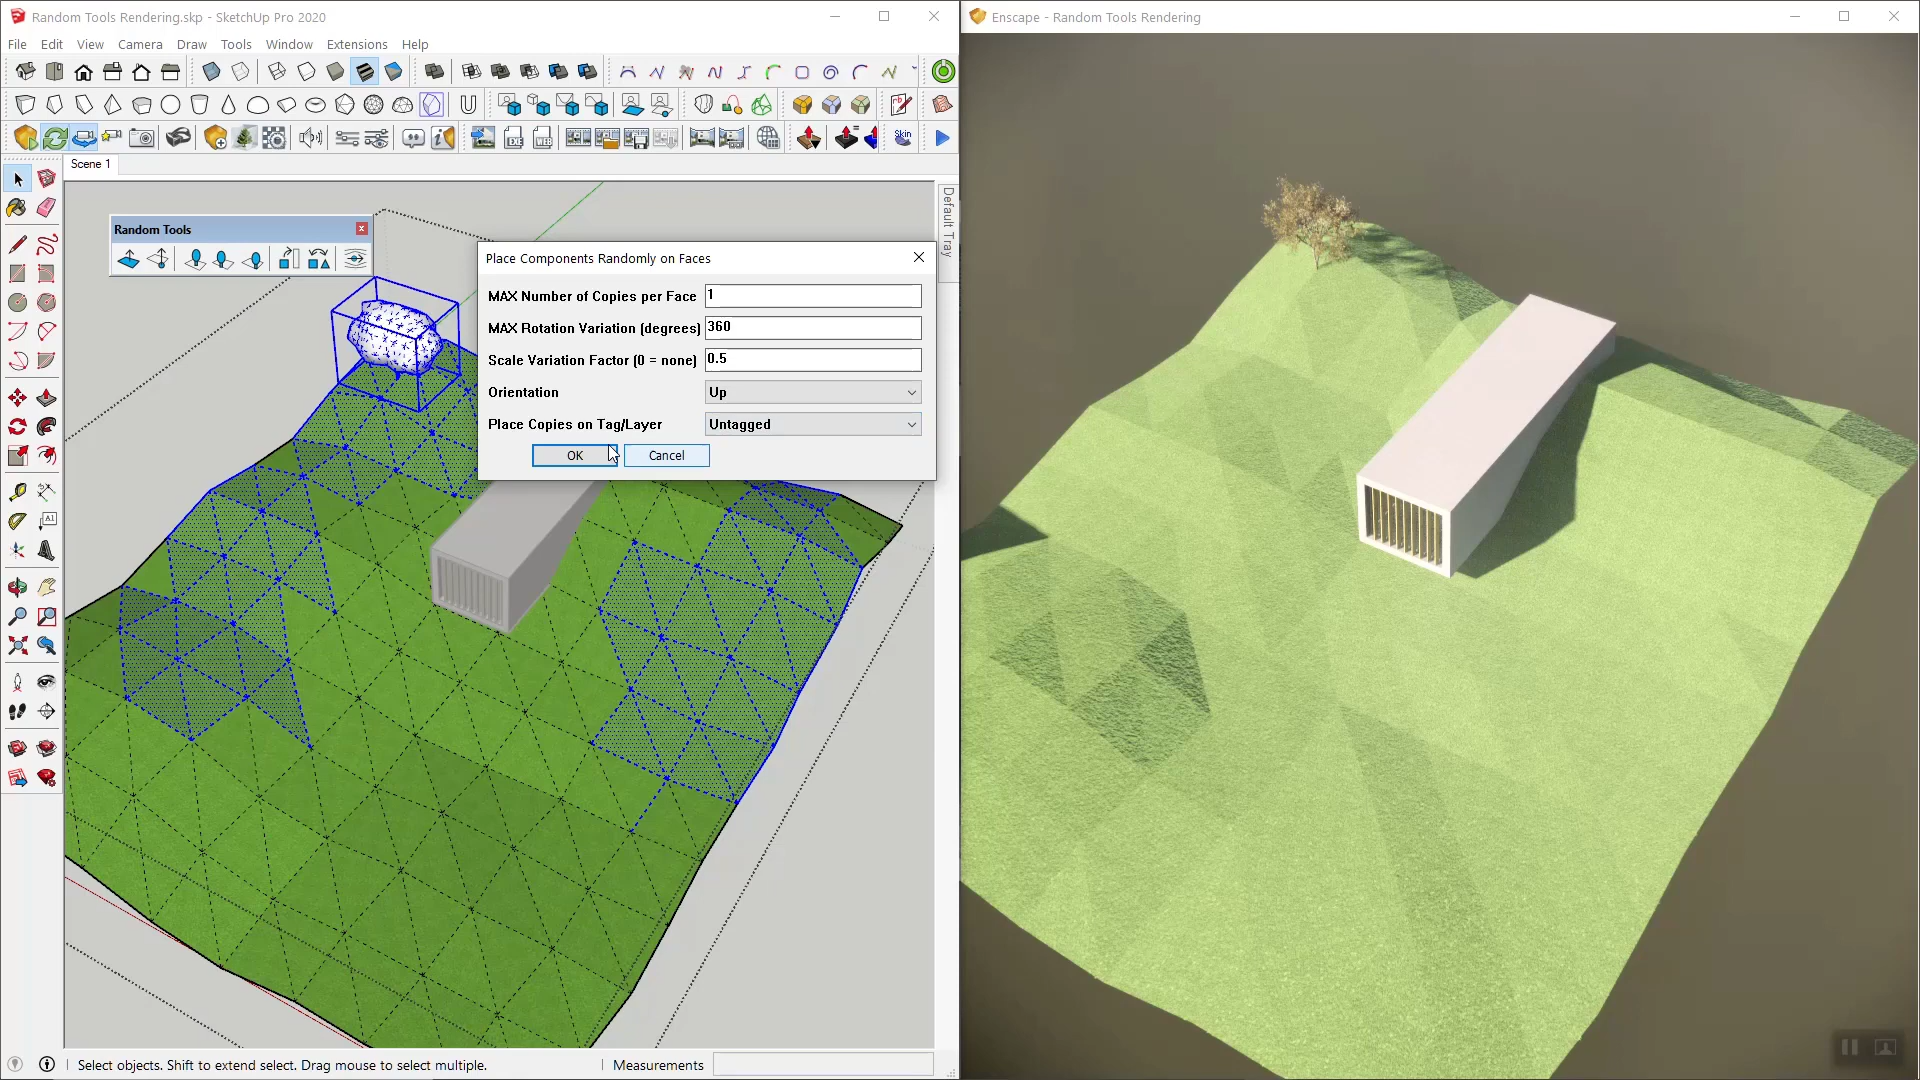 Random Tools Rendering.skp - SketchUp Pro 2020
Enscape - Random Tools Rendering
File Edit View Camera Draw Tools Window Extensions Help
Skin
Scene 1
Default Tray
Random Tools
Place Components Randomly on Faces
MAX Number of Copies per Face 1
MAX Rotation Variation (degrees) 360
Scale Variation Factor (0 = none) 0.5
Orientation Up
Place Copies on Tag/Layer Untagged
OK Cancel
Select objects. Shift to extend select. Drag mouse to select multiple.
Measurements